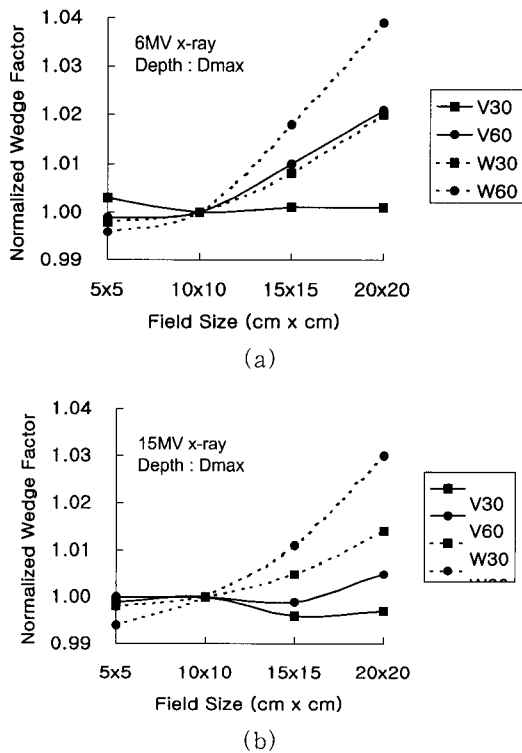 1.04
1.03
1.02
1.01
1.00
0.99
Normalized Wedge Factor
6MV x-ray
Depth : Dmax
5x5
10x10
15x15
20x20
Field Size (cm x cm)
V30
V60
W30
W60
(a)
1.04
1.03
1.02
1.01
1.00
0.99
Normalized Wedge Factor
15MV x-ray
Depth : Dmax
5x5
10x10
15x15
20x20
Field Size (cm x cm)
V30
V60
W30
(b)